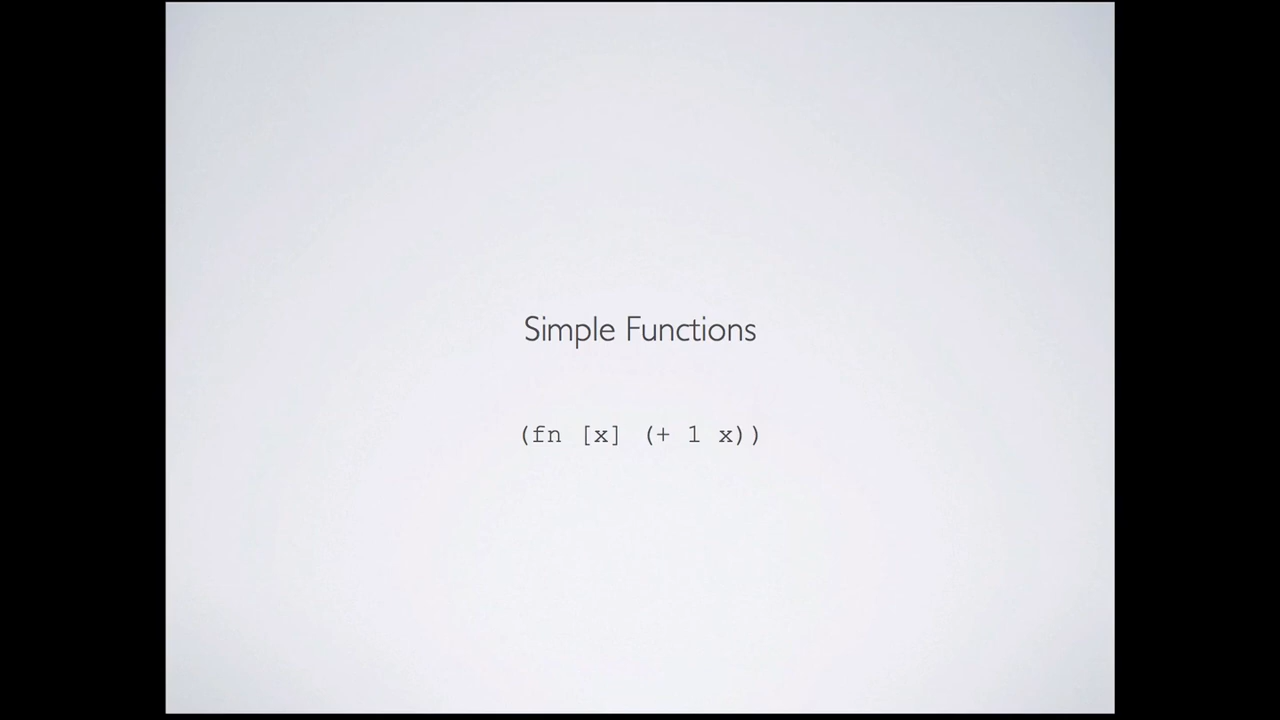 Simple Functions
(fn [x] (+ 1 x))